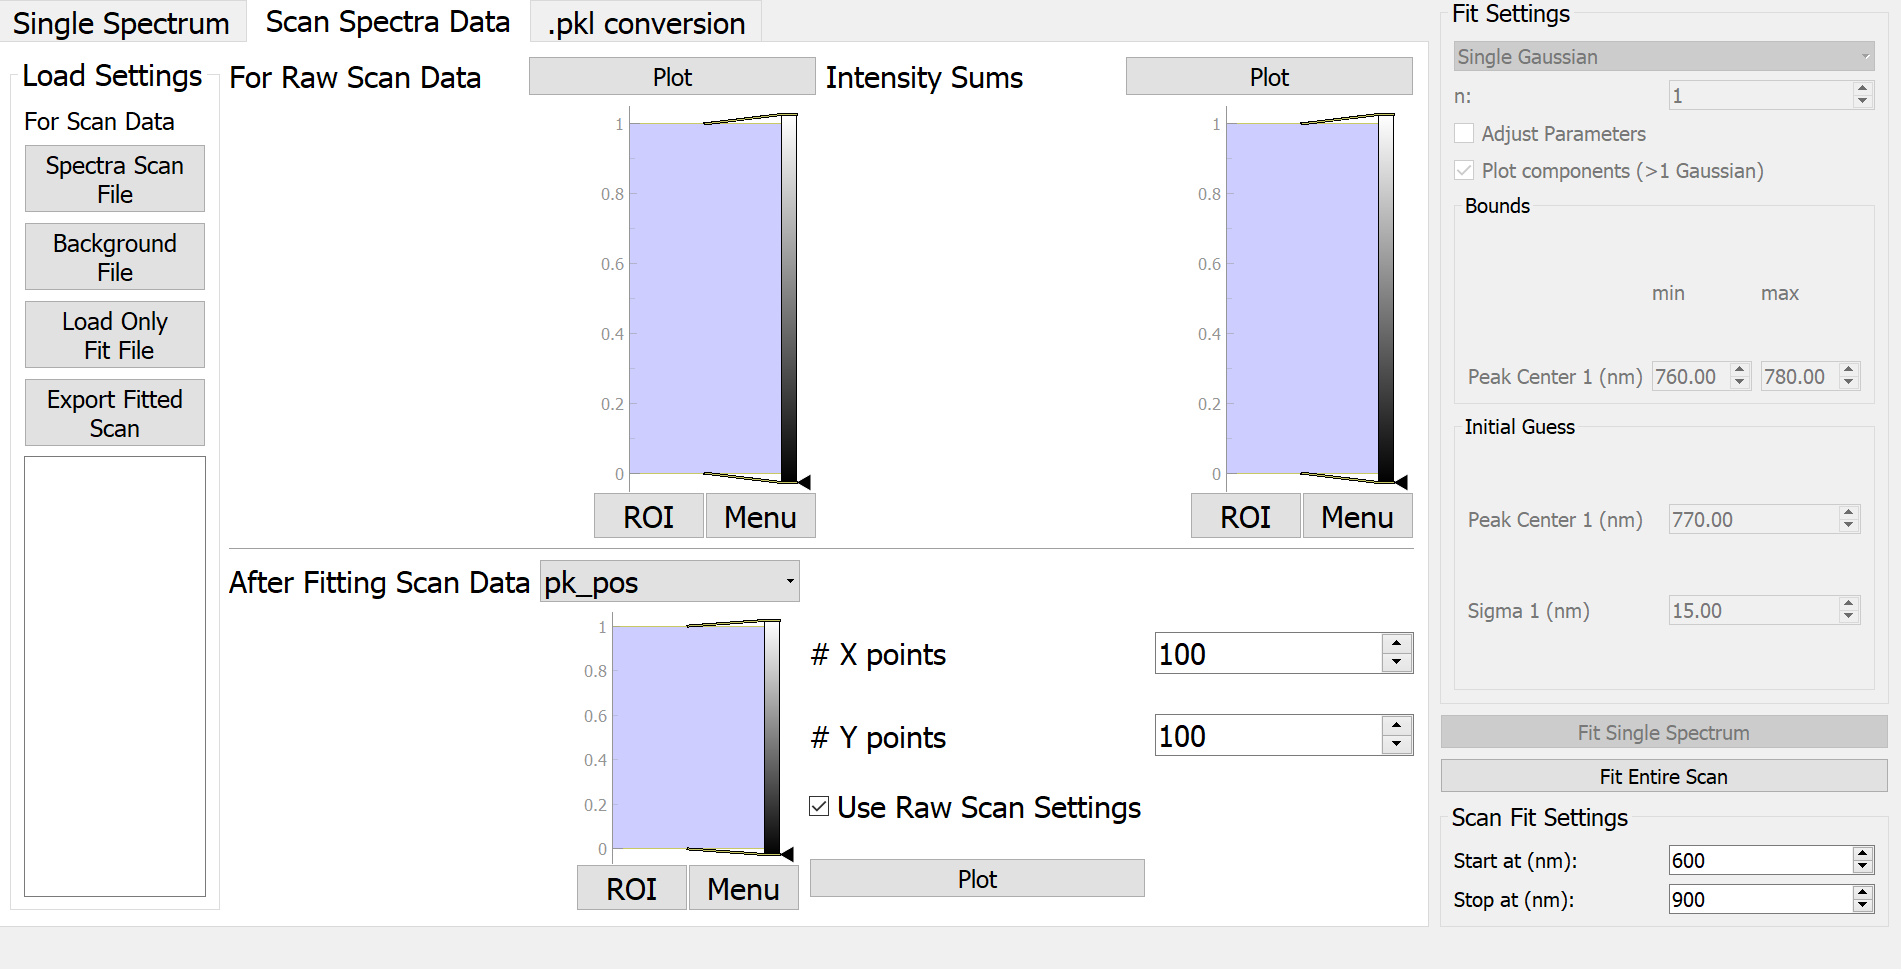 Single Spectrum
Scan Spectra Data
.pkl conversion
Load Settings
For Scan Data
Spectra Scan
File
Background
File
Load Only
Fit File
Export Fitted
Scan
For Raw Scan Data
Plot
1
0.8
0.6
0.4
0.2
0
ROI
Menu
Intensity Sums
Plot
1
0.8
0.6
0.4
0.2
0
ROI
Menu
After Fitting Scan Data
pk_pos
1
0.8
0.6
0.4
0.2
0
ROI
Menu
# X points
100
# Y points
100
Use Raw Scan Settings
Plot
Fit Settings
Single Gaussian
n:
1
Adjust Parameters
Plot components (>1 Gaussian)
Bounds
min
max
Peak Center 1 (nm)
760.00
780.00
Initial Guess
Peak Center 1 (nm)
770.00
Sigma 1 (nm)
15.00
Fit Single Spectrum
Fit Entire Scan
Scan Fit Settings
Start at (nm):
600
Stop at (nm):
900